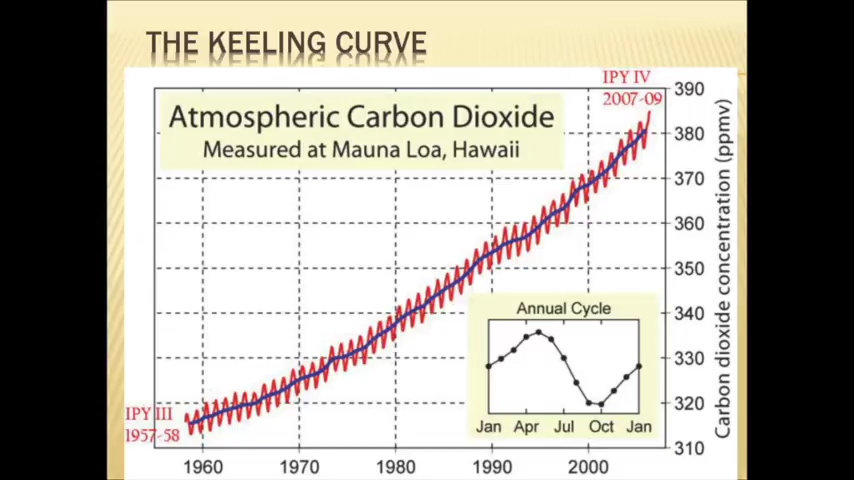 THE KEELING CURVE
IPY IV
2007-09
Atmospheric Carbon Dioxide
Measured at Mauna Loa, Hawaii
390
380
370
360
350
340
330
320
310
Carbon dioxide concentration (ppmv)
Annual Cycle
Jan Apr Jul Oct Jan
IPY III
1957-58
1960 1970 1980 1990 2000